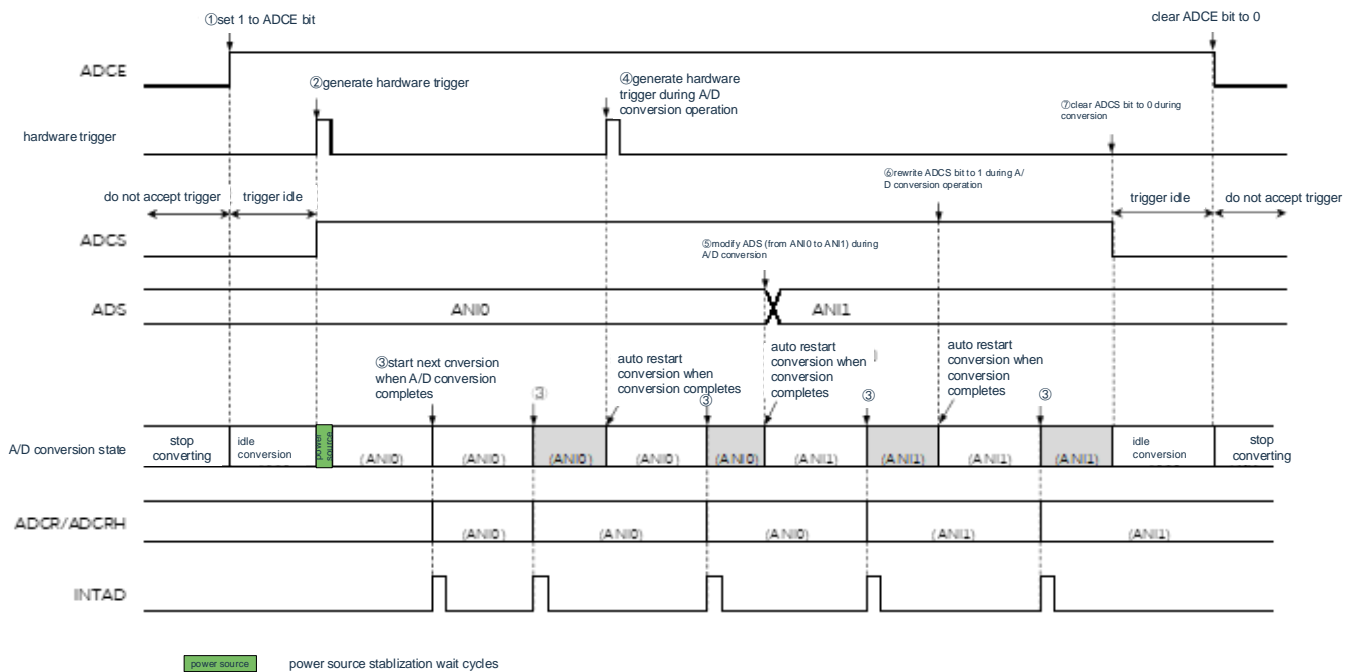 ①set 1 to ADCE bit
clear ADCE bit to 0
ADCE
②generate hardware trigger
④generate hardware
trigger during A/D
conversion operation
⑦clear ADCS bit to 0 during
conversion
hardware trigger
⑥rewrite ADCS bit to 1 during A/
D conversion operation
do not accept trigger
trigger idle
trigger idle
do not accept trigger
ADCS
⑤modify ADS (from ANI0 to ANI1) during
A/D conversion
ADS
ANI0
ANI1
③start next cnversion
when A/D conversion
completes
③
auto restart
conversion when
conversion completes
③
auto restart
conversion when
conversion
completes
③
auto restart
conversion when
conversion
completes
③
A/D conversion state
stop
converting
idle
conversion
power
source
(ANI0)
(ANI0)
(ANI0)
(ANI0)
(ANI0)
(ANI1)
(ANI1)
(ANI1)
(ANI1)
idle
conversion
stop
converting
ADCR/ADCRH
(ANI0)
(ANI0)
(ANI0)
(ANI1)
(ANI1)
INTAD
power source
power source stablization wait cycles